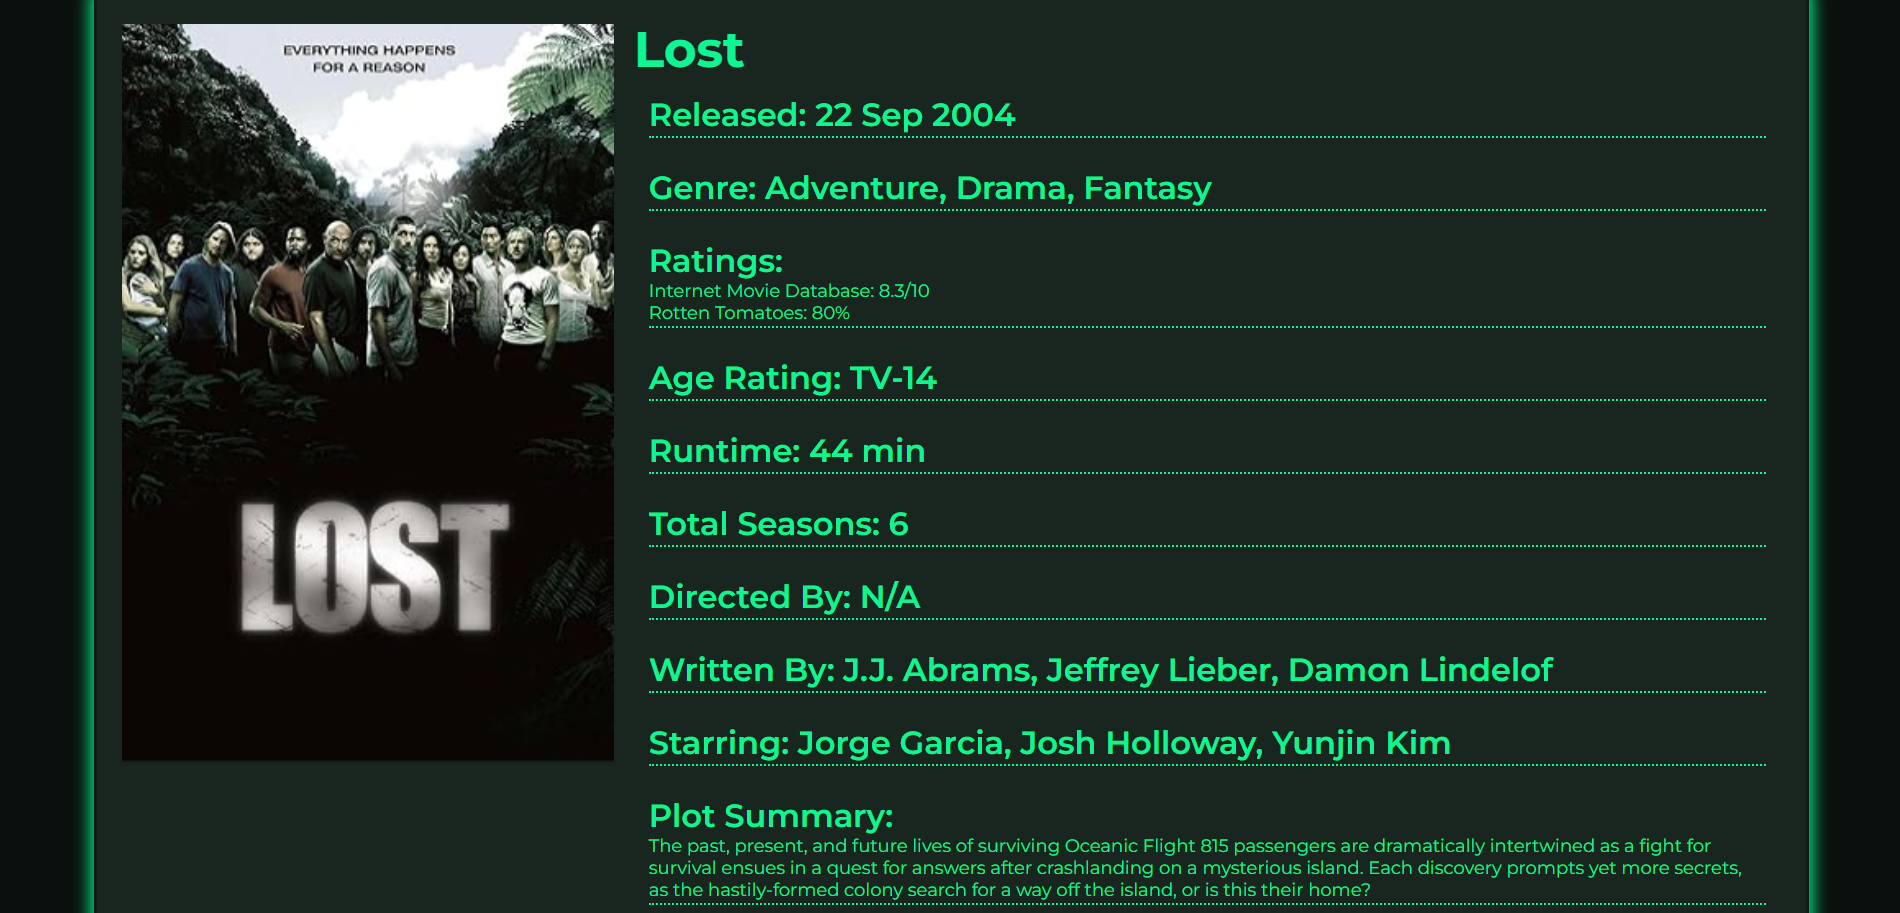 EVERYTHING HAPPENS
FOR A REASON
LOST
Lost
Released: 22 Sep 2004
Genre: Adventure, Drama, Fantasy
Ratings:
Internet Movie Database: 8.3/10
Rotten Tomatoes: 80%
Age Rating: TV-14
Runtime: 44 min
Total Seasons: 6
Directed By: N/A
Written By: J.J. Abrams, Jeffrey Lieber, Damon Lindelof
Starring: Jorge Garcia, Josh Holloway, Yunjin Kim
Plot Summary:
The past, present, and future lives of surviving Oceanic Flight 815 passengers are dramatically intertwined as a fight for
survival ensues in a quest for answers after crashlanding on a mysterious island. Each discovery prompts yet more secrets,
as the hastily-formed colony search for a way off the island, or is this their home?